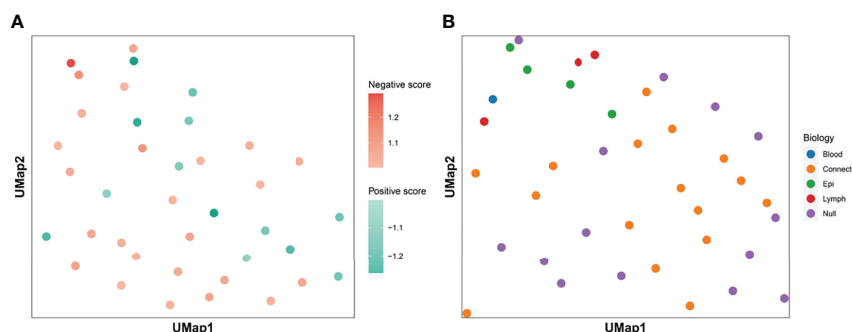 A
UMap2
UMap1
Negative score
1.2
1.1
Positive score
−1.1
−1.2
B
UMap2
UMap1
Biology
Blood
Connect
Epi
Lymph
Null